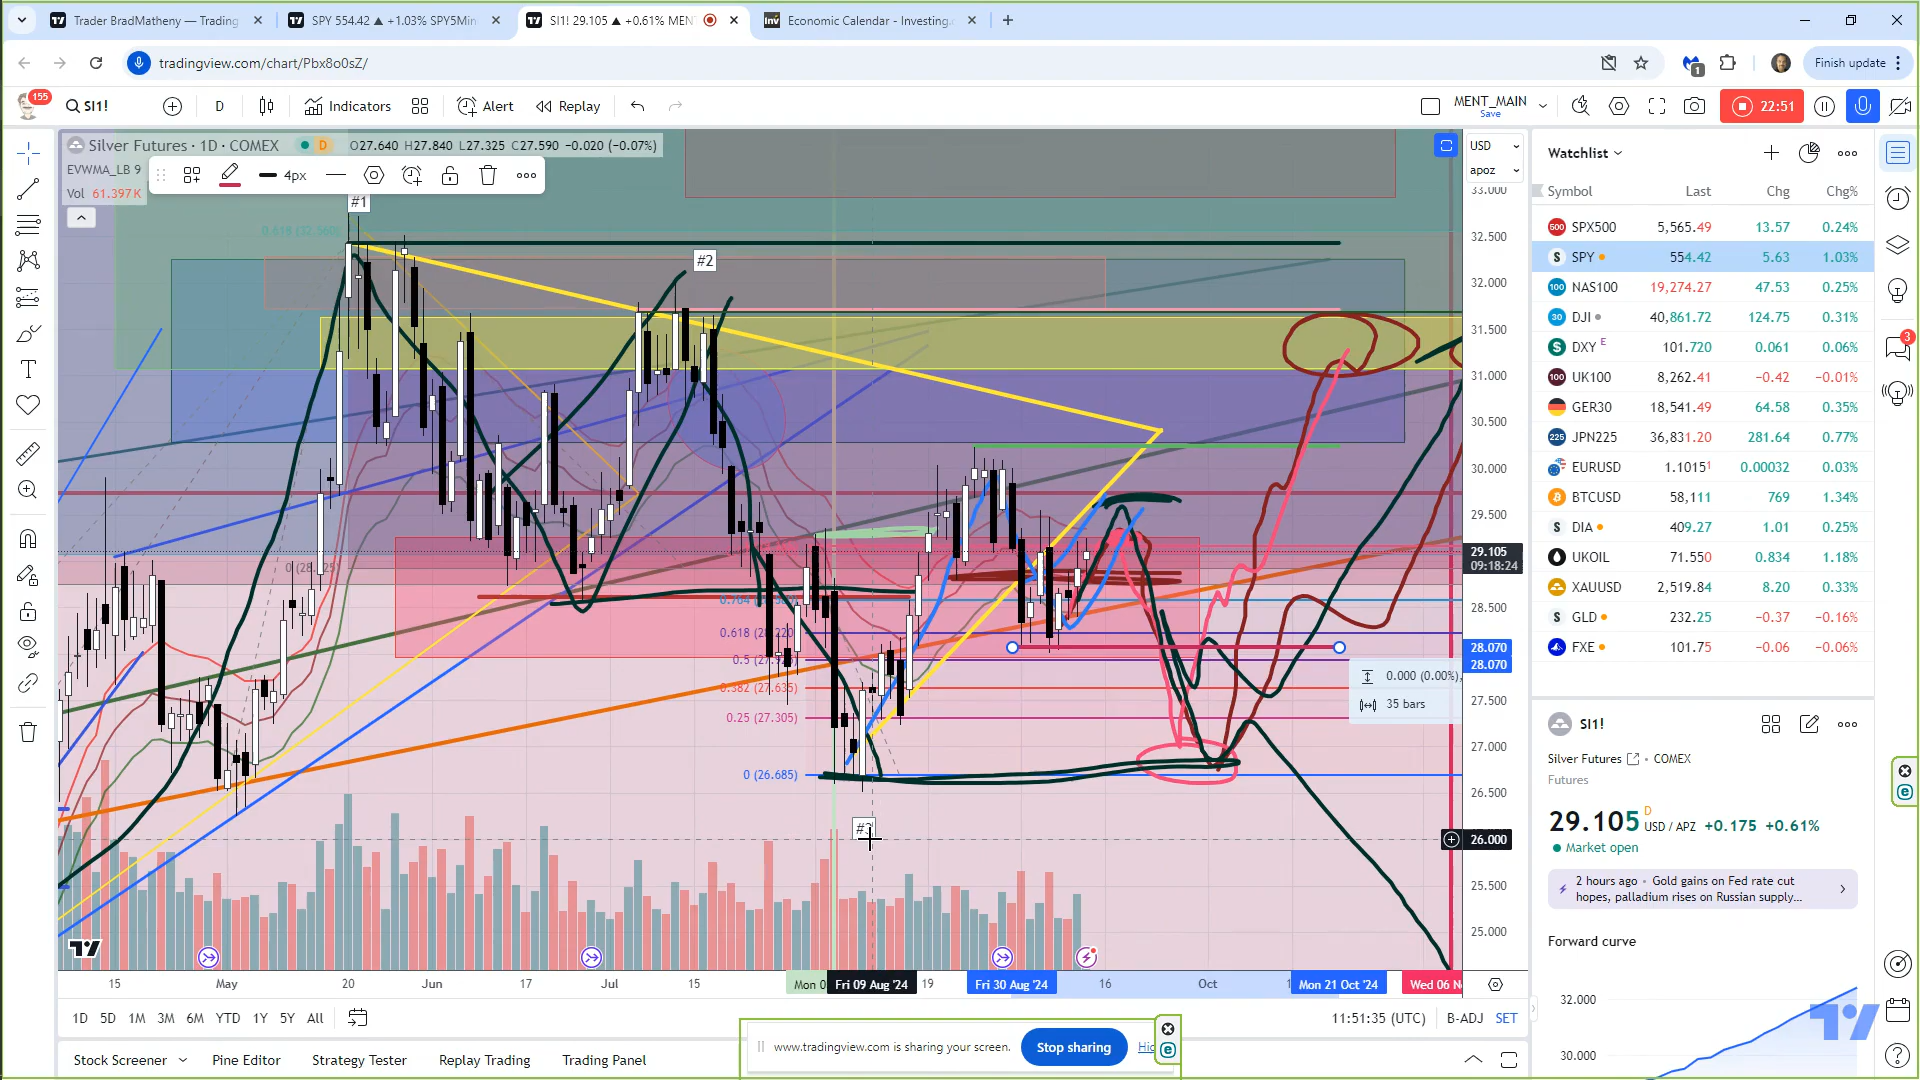 Trader BradMatheny — Trading
SPY 554.42 ▲ +1.03% SPY5Min
SI1! 29.105 ▲ +0.61% MEN
Economic Calendar - Investing.c
tradingview.com/chart/Pbx8o0sZ/
1
Finish update
155
SI1!
D
Indicators
Alert
Replay
MENT_MAIN
Save
22:51
Silver Futures · 1D · COMEX
D
O27.640 H27.840 L27.325 C27.590 −0.020 (−0.07%)
EVWMA_LB 9
Vol 61.397K
4px
USD
apoz
#1
#2
#3
0.618 (32.360)
0.618 (28.220)
0.382 (27.635)
0.25 (27.305)
0 (26.685)
33.000
32.500
32.000
31.500
31.000
30.500
30.000
29.500
29.105
09:18:24
28.500
28.070
28.070
27.500
27.000
26.500
26.000
25.500
25.000
0.000 (0.00%),
35 bars
15
May
20
Jun
17
Jul
15
Mon 0
Fri 09 Aug '24
19
Fri 30 Aug '24
16
Oct
Mon 21 Oct '24
Wed 06 N
1D 5D 1M 3M 6M YTD 1Y 5Y All
11:51:35 (UTC)
B-ADJ
SET
Stock Screener
Pine Editor
Strategy Tester
Replay Trading
Trading Panel
www.tradingview.com is sharing your screen.
Stop sharing
Hid
Watchlist
Symbol Last Chg Chg%
SPX500 5,565.49 13.57 0.24%
SPY 554.42 5.63 1.03%
NAS100 19,274.27 47.53 0.25%
DJI 40,861.72 124.75 0.31%
DXY E 101.720 0.061 0.06%
UK100 8,262.41 −0.42 −0.01%
GER30 18,541.49 64.58 0.35%
JPN225 36,831.20 281.64 0.77%
EURUSD 1.10151 0.00032 0.03%
BTCUSD 58,111 769 1.34%
DIA 409.27 1.01 0.25%
UKOIL 71.550 0.834 1.18%
XAUUSD 2,519.84 8.20 0.33%
GLD 232.25 −0.37 −0.16%
FXE 101.75 −0.06 −0.06%
SI1!
Silver Futures • COMEX
Futures
29.105 D USD / APZ +0.175 +0.61%
Market open
2 hours ago • Gold gains on Fed rate cut
hopes, palladium rises on Russian supply...
Forward curve
32.000
30.000
3